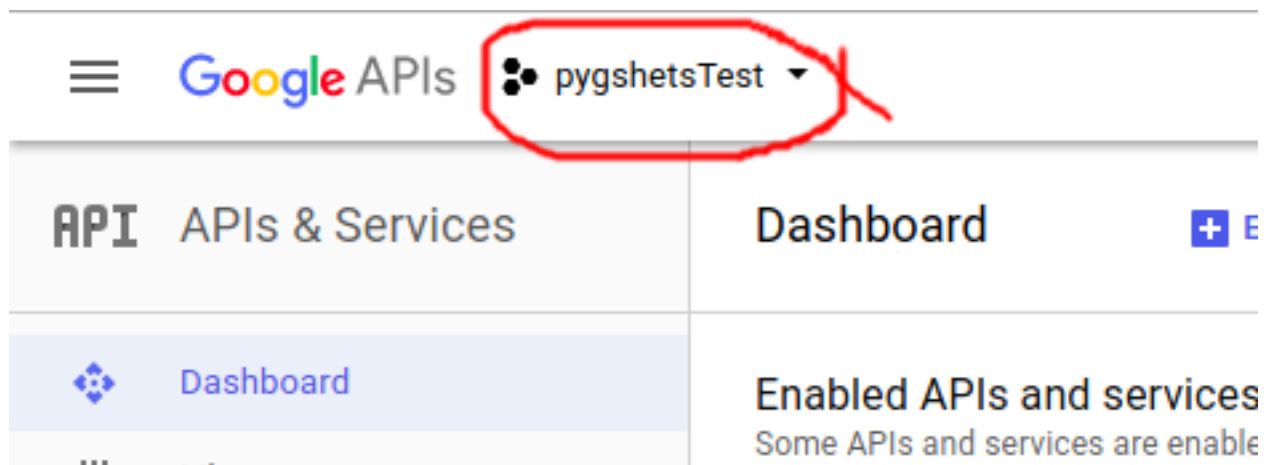 Google APIs pygshetsTest
API APIs & Services
Dashboard
Dashboard
Enabled APIs and services
Some APIs and services are enable